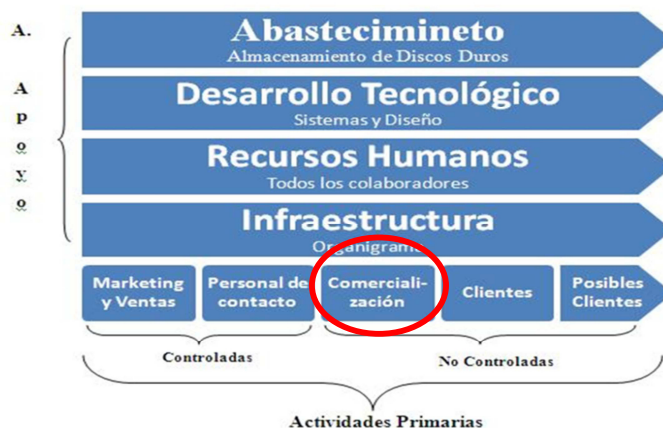 A.
Abastecimineto
Almacenamiento de Discos Duros
A
p
o
y
o
Desarrollo Tecnológico
Sistemas y Diseño
Recursos Humanos
Todos los colaboradores
Infraestructura
Organigrama
Marketing
y Ventas
Personal de
contacto
Comerciali-
zación
Clientes
Posibles
Clientes
Controladas
No Controladas
Actividades Primarias